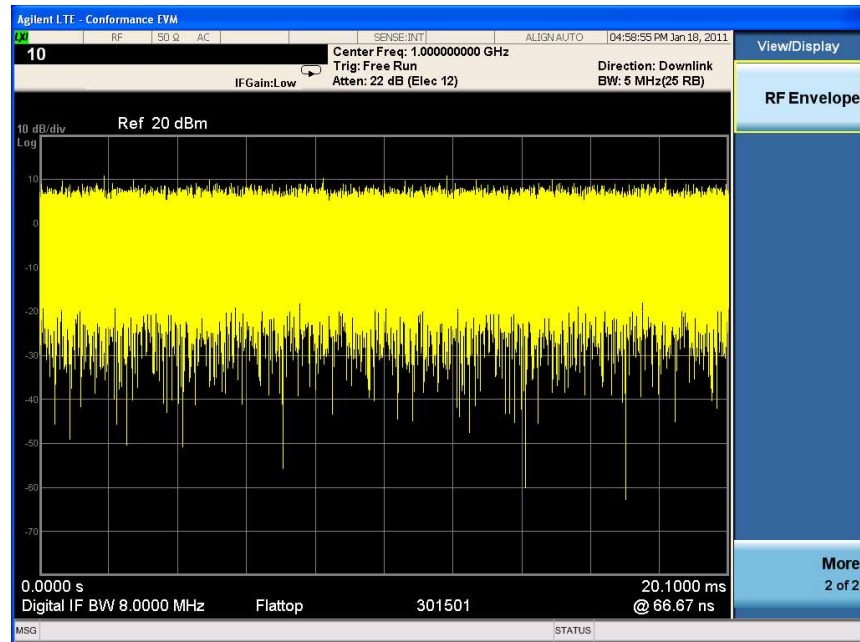 Agilent LTE - Conformance EVM
LXI RF 50 Ω AC SENSE:INT ALIGN AUTO 04:58:55 PM Jan 18, 2011
View/Display
10
Center Freq: 1.000000000 GHz
Trig: Free Run Direction: Downlink
IFGain:Low Atten: 22 dB (Elec 12) BW: 5 MHz(25 RB)
RF Envelope
10 dB/div Ref 20 dBm
Log
10
0
-10
-20
-30
-40
-50
-60
-70
More
2 of 2
0.0000 s 20.1000 ms
Digital IF BW 8.0000 MHz Flattop 301501 @ 66.67 ns
MSG STATUS